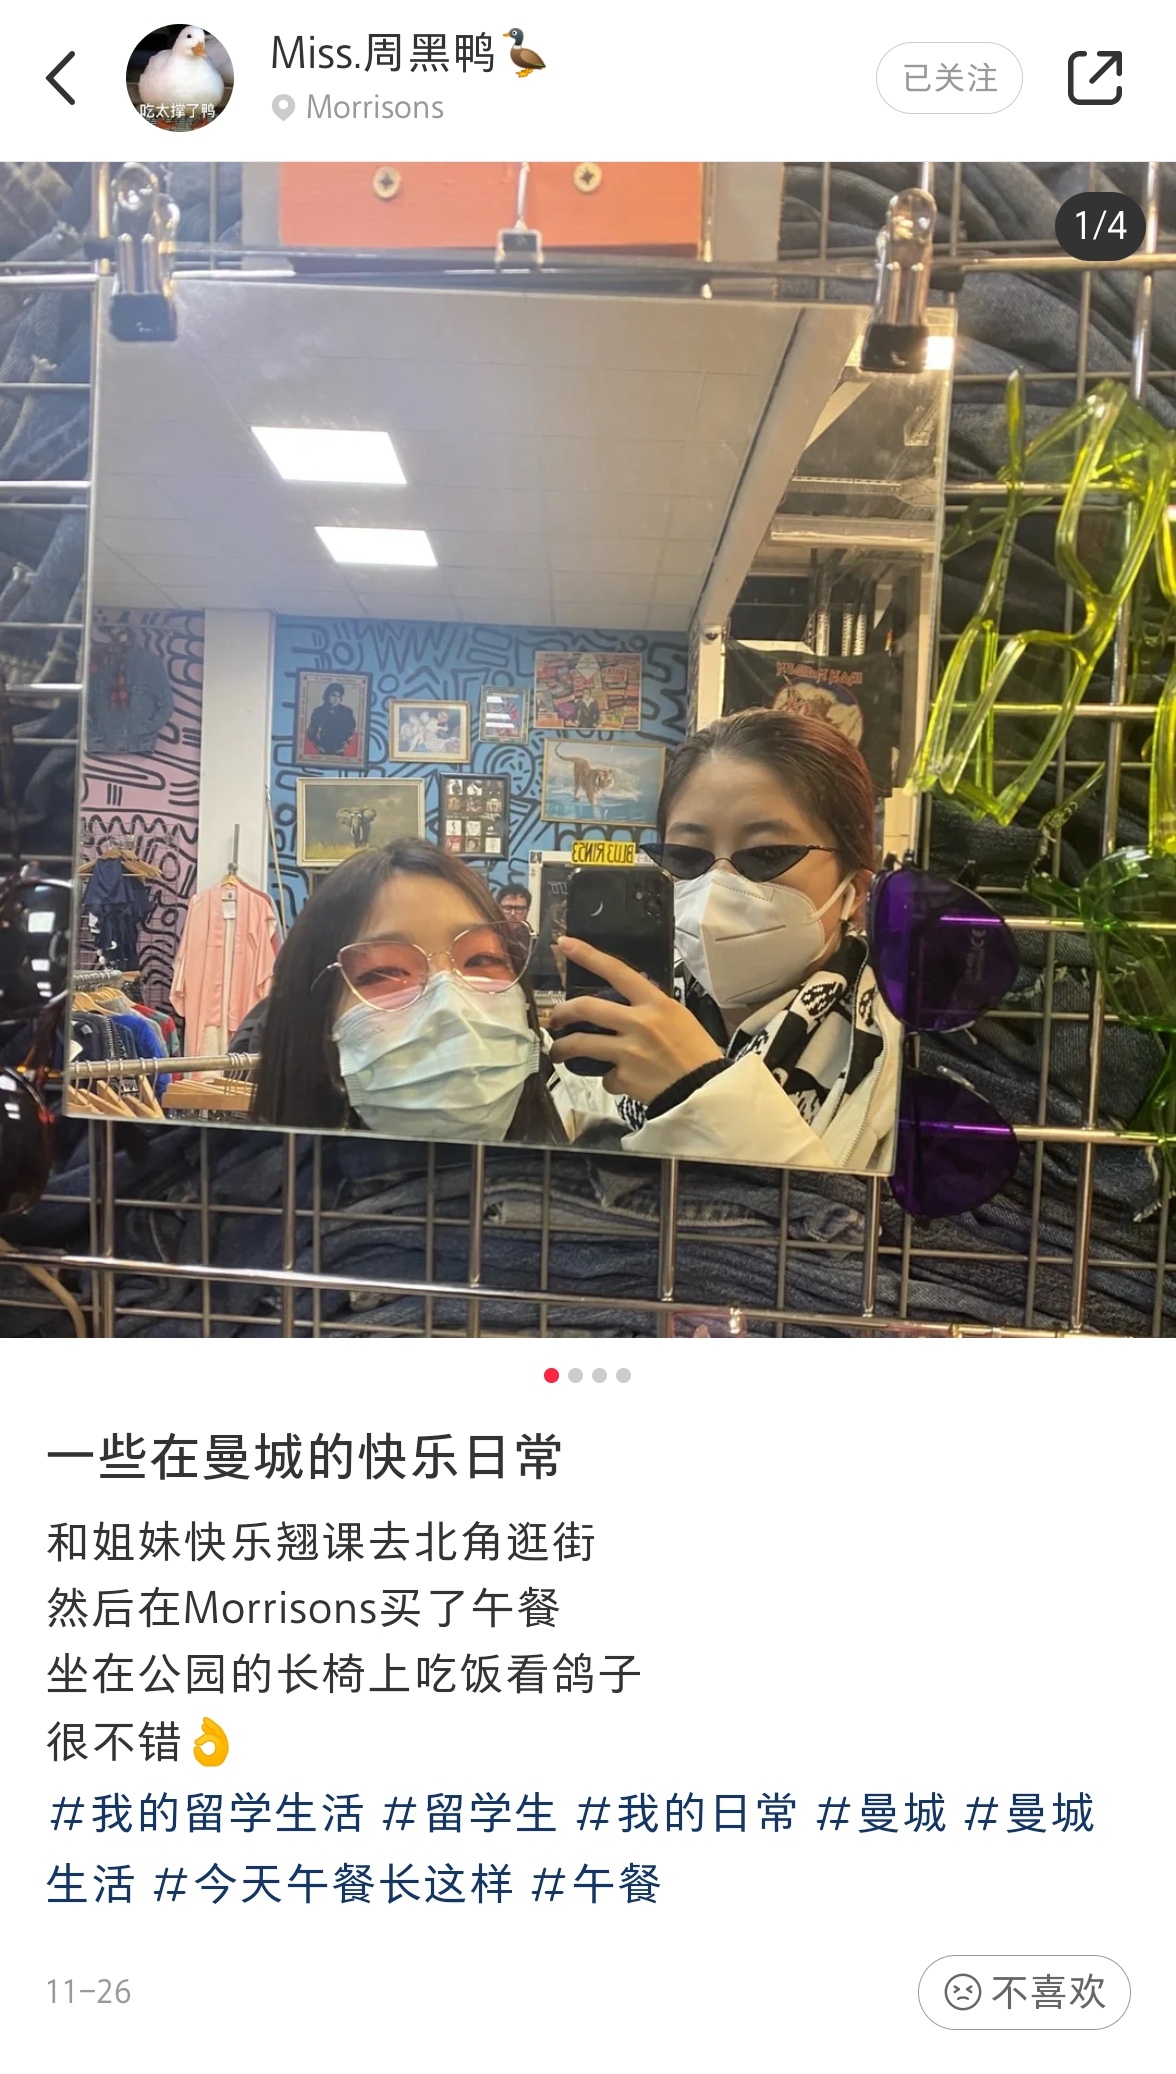 Miss.周黑鸭🦆
Morrisons
已关注
吃太撑了鸭
1/4
一些在曼城的快乐日常
和姐妹快乐翘课去北角逛街
然后在Morrisons买了午餐
坐在公园的长椅上吃饭看鸽子
很不错👌
#我的留学生活 #留学生 #我的日常 #曼城 #曼城
生活 #今天午餐长这样 #午餐
11-26
不喜欢